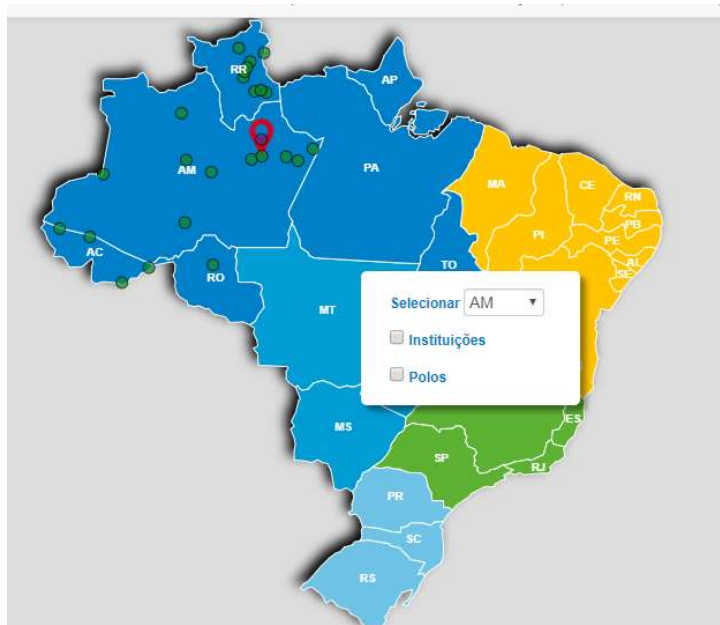 RR
AP
AM
PA
MA
CE
RN
PB
PI
PE
AL
SE
AC
RO
TO
MT
Selecionar AM
Instituições
Polos
MS
ES
SP
RJ
PR
SC
RS